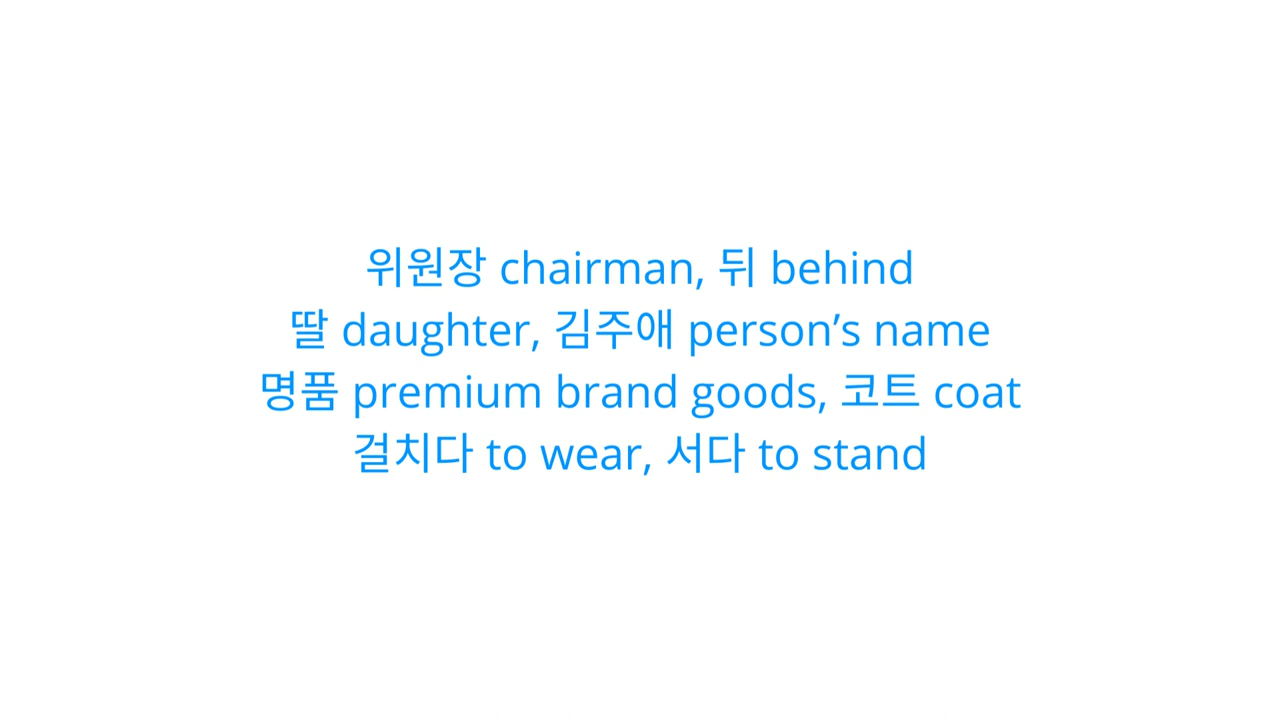 위원장 chairman, 뒤 behind
딸 daughter, 김주애 person’s name
명품 premium brand goods, 코트 coat
걸치다 to wear, 서다 to stand